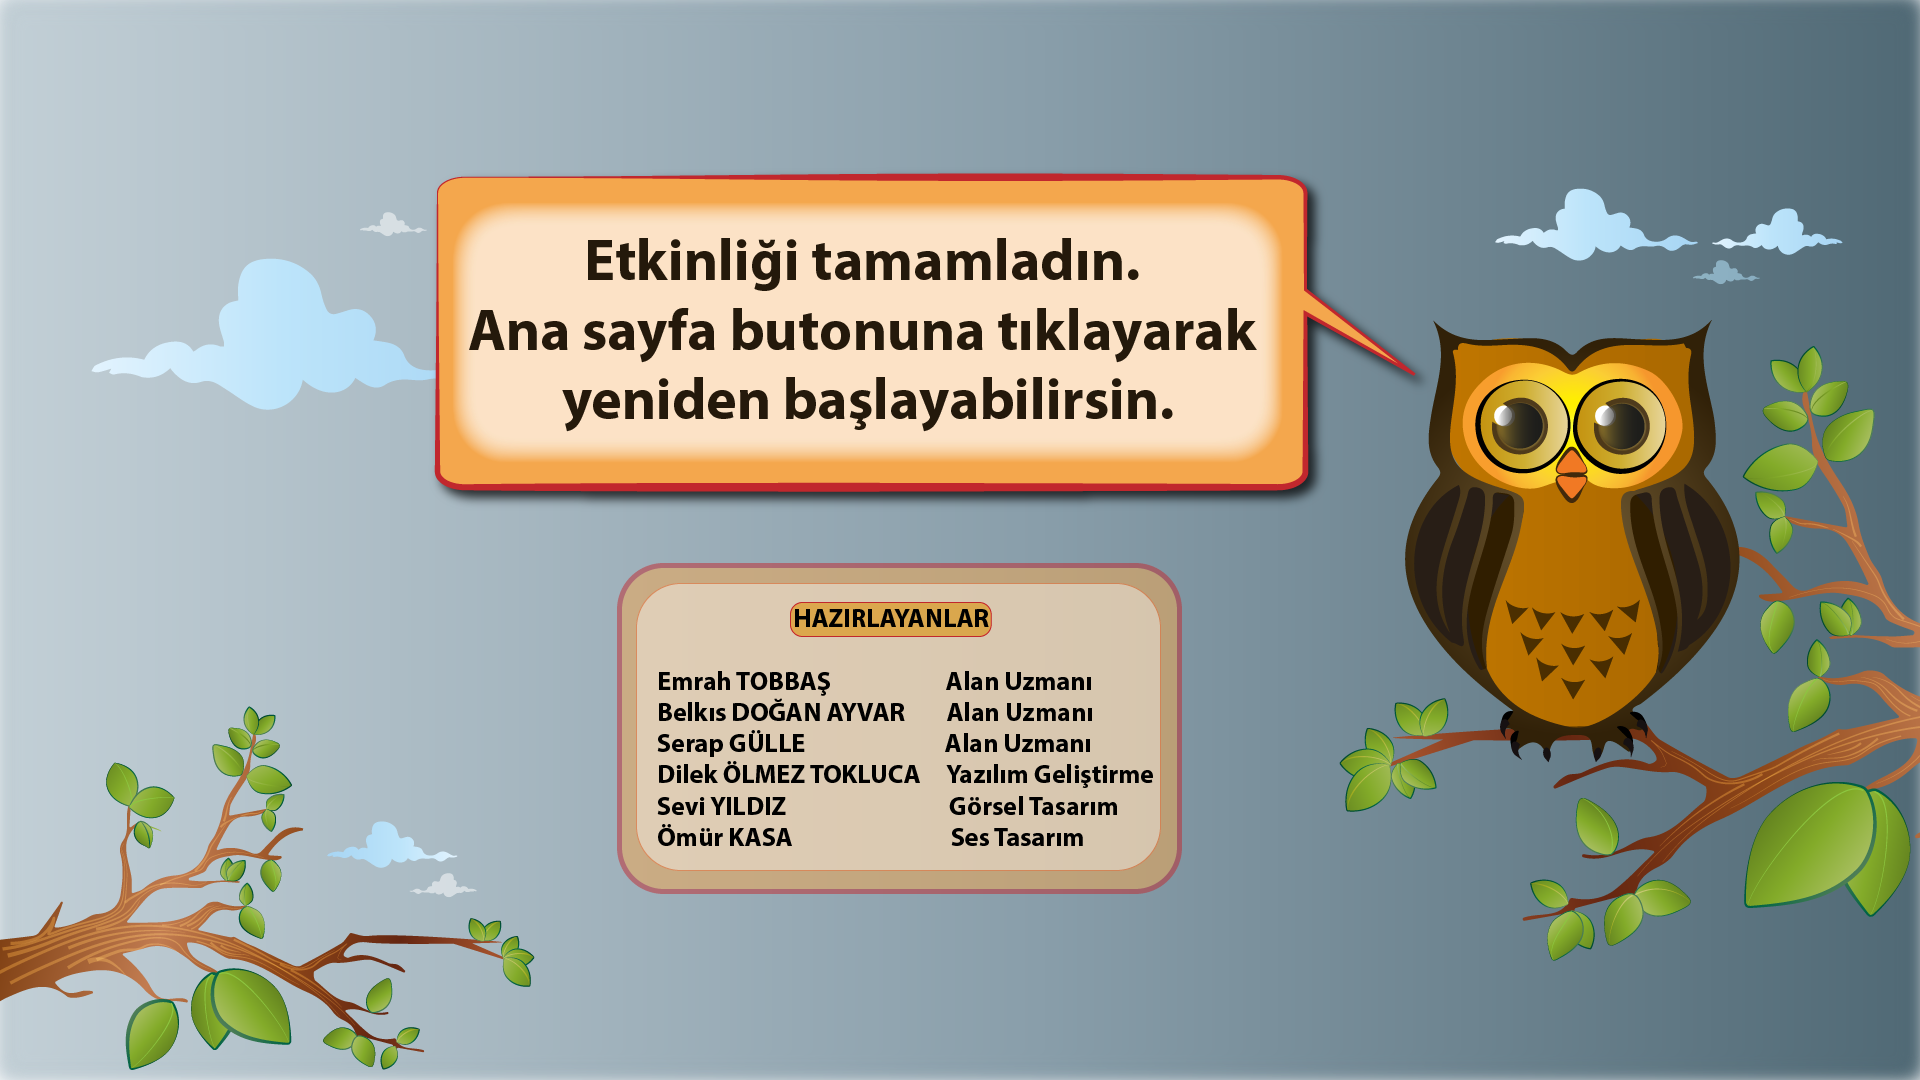 Etkinliği tamamladın.
Ana sayfa butonuna tıklayarak
yeniden başlayabilirsin.
HAZIRLAYANLAR
Emrah TOBBAŞ Alan Uzmanı
Belkıs DOĞAN AYVAR Alan Uzmanı
Serap GÜLLE Alan Uzmanı
Dilek ÖLMEZ TOKLUCA Yazılım Geliştirme
Sevi YILDIZ Görsel Tasarım
Ömür KASA Ses Tasarım